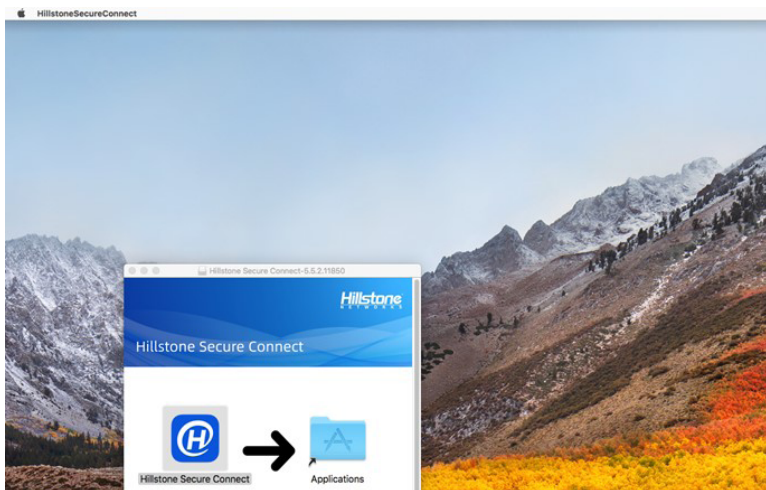 HillstoneSecureConnect
Hillstone Secure Connect-5.5.2.11850
Hillstone
NETWORKS
Hillstone Secure Connect
Hillstone Secure Connect
Applications